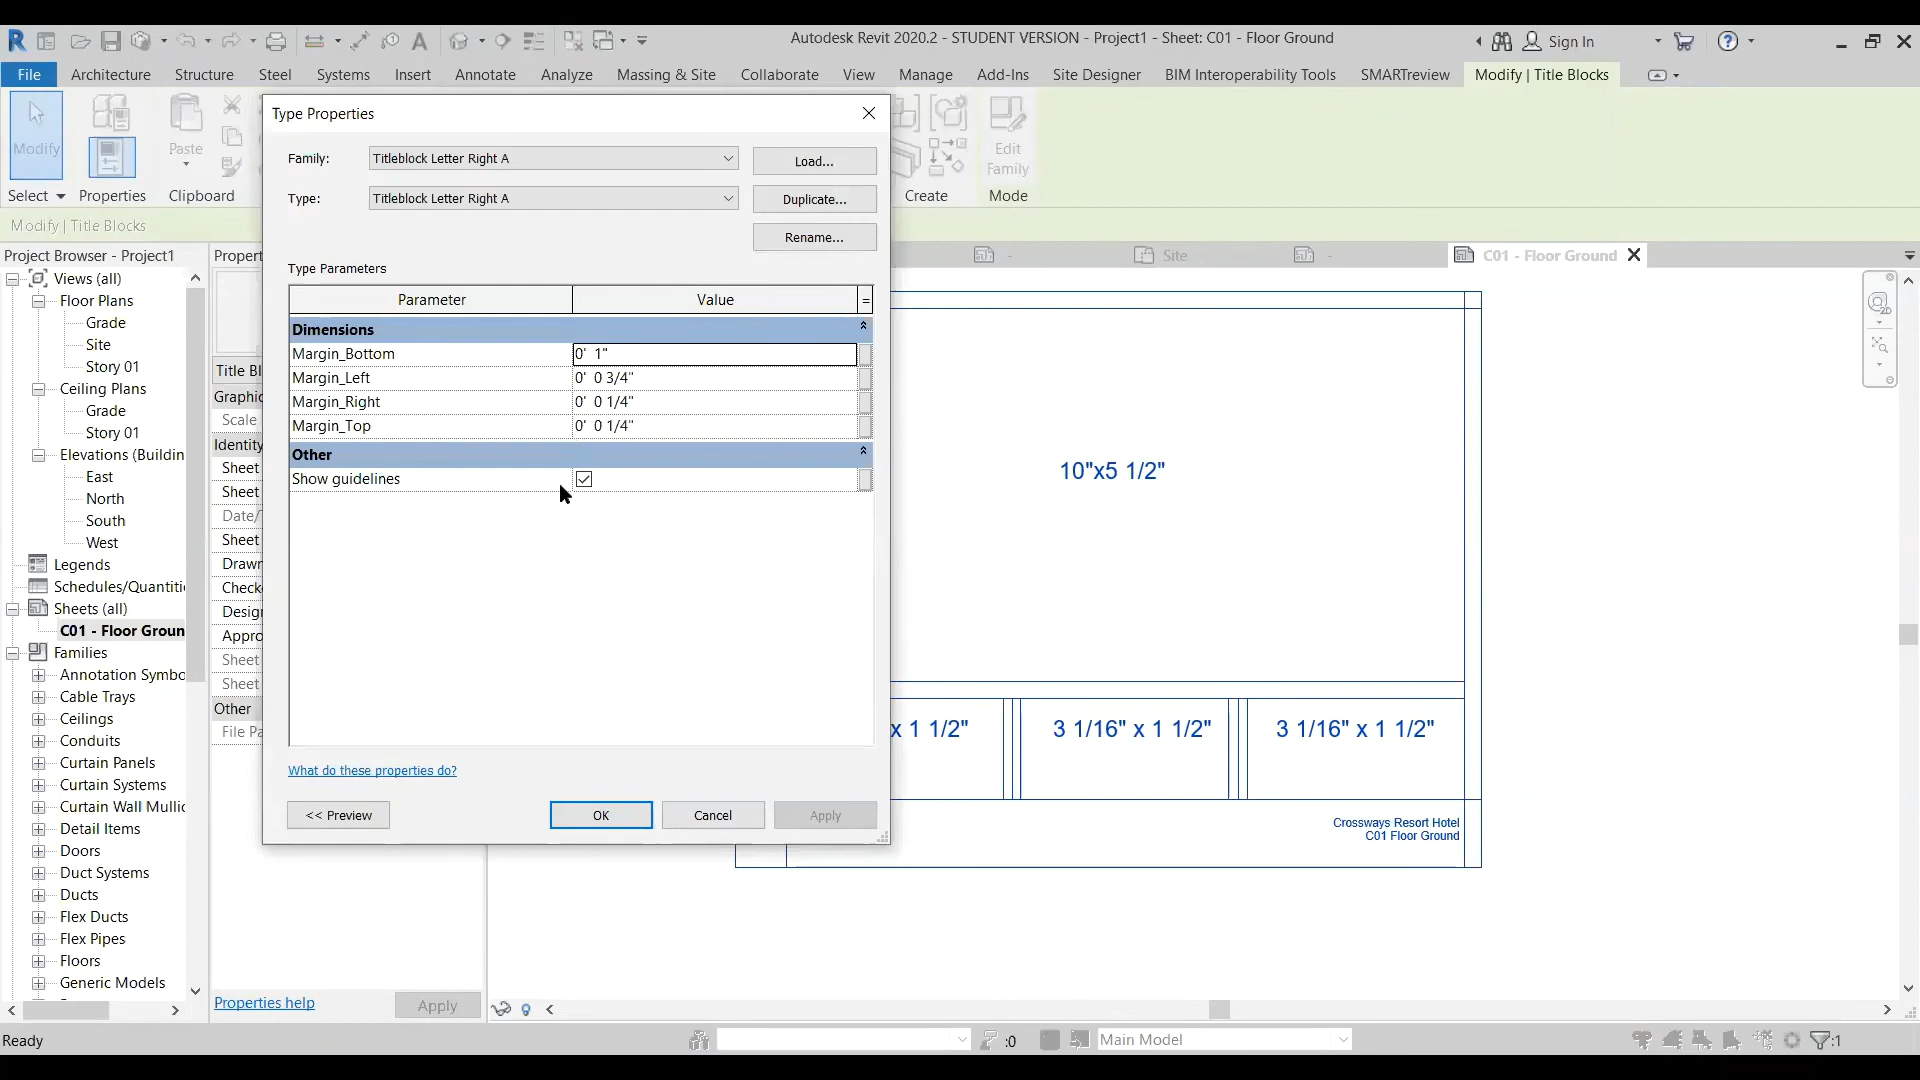 Autodesk Revit 2020.2 - STUDENT VERSION - Project1 - Sheet: C01 - Floor Ground
Sign In
File Architecture Structure Steel Systems Insert Annotate Analyze Massing & Site Collaborate View Manage Add-Ins Site Designer BIM Interoperability Tools SMARTreview Modify | Title Blocks
Modify
Paste
Edit
Family
Select Properties Clipboard Create Mode
Modify | Title Blocks
Type Properties
Family: Titleblock Letter Right A Load...
Type: Titleblock Letter Right A Duplicate...
Rename...
Type Parameters
Parameter Value =
Dimensions
Margin_Bottom 0' 1"
Margin_Left 0' 0 3/4"
Margin_Right 0' 0 1/4"
Margin_Top 0' 0 1/4"
Other
Show guidelines
What do these properties do?
<< Preview OK Cancel Apply
Project Browser - Project1
Views (all)
Floor Plans
Grade
Site
Story 01
Ceiling Plans
Grade
Story 01
Elevations (Buildin
East
North
South
West
Legends
Schedules/Quantiti
Sheets (all)
C01 - Floor Groun
Families
Annotation Symbo
Cable Trays
Ceilings
Conduits
Curtain Panels
Curtain Systems
Curtain Wall Mullic
Detail Items
Doors
Duct Systems
Ducts
Flex Ducts
Flex Pipes
Floors
Generic Models
Propert
Title Bl
Graphic
Scale
Identity
Sheet
Sheet
Date/
Sheet
Drawn
Check
Desig
Appro
Sheet
Sheet
Other
File Pa
Properties help Apply
- Site - C01 - Floor Ground
2D
10"x5 1/2"
x 1 1/2" 3 1/16" x 1 1/2" 3 1/16" x 1 1/2"
Crossways Resort Hotel
C01 Floor Ground
Ready :0 Main Model :1